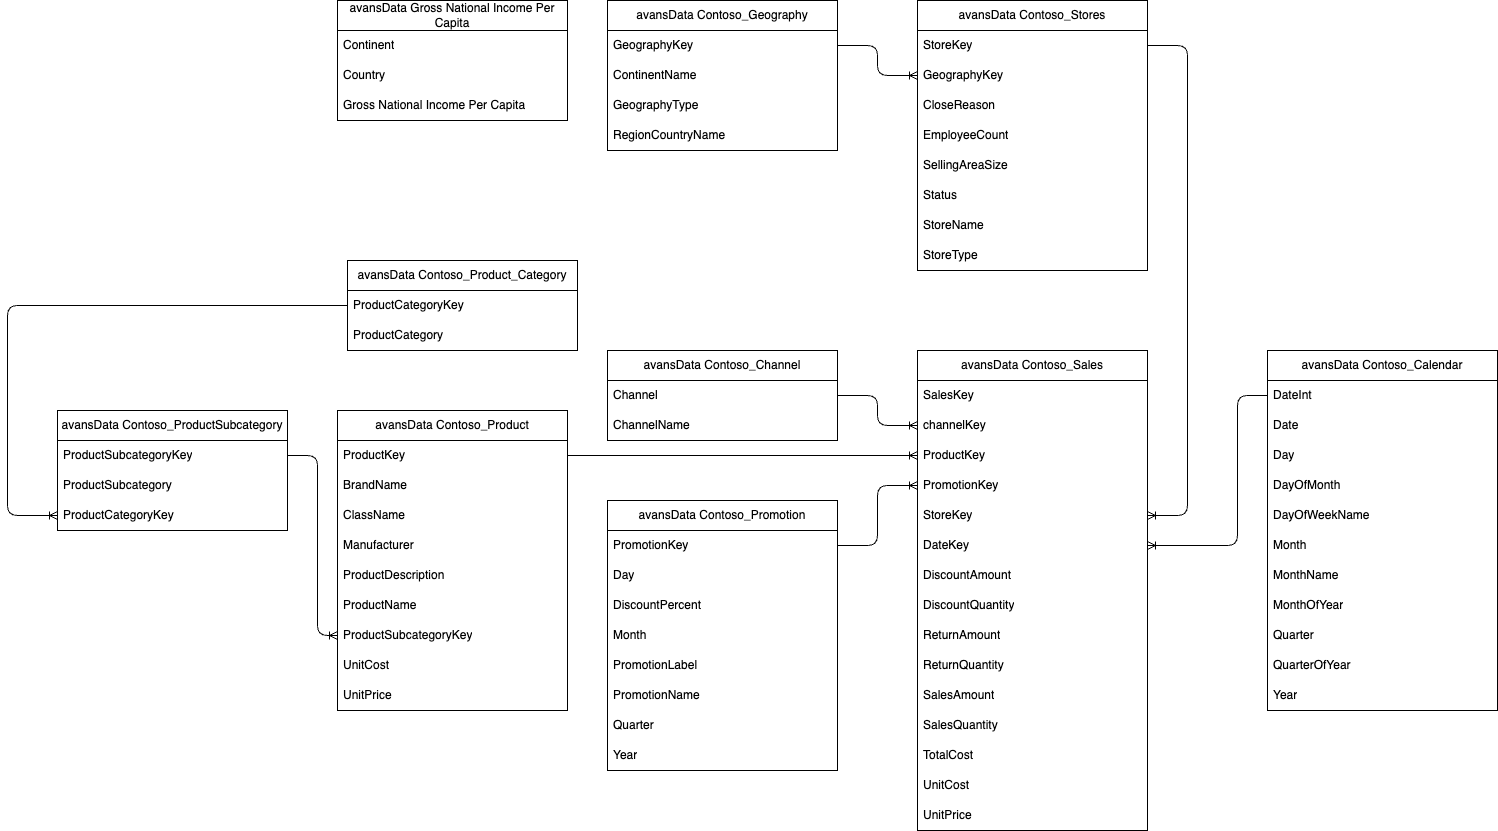 avansData Gross National Income Per
Capita
Continent
Country
Gross National Income Per Capita
avansData Contoso_Geography
GeographyKey
ContinentName
GeographyType
RegionCountryName
avansData Contoso_Stores
StoreKey
GeographyKey
CloseReason
EmployeeCount
SellingAreaSize
Status
StoreName
StoreType
avansData Contoso_Product_Category
ProductCategoryKey
ProductCategory
avansData Contoso_ProductSubcategory
ProductSubcategoryKey
ProductSubcategory
ProductCategoryKey
avansData Contoso_Product
ProductKey
BrandName
ClassName
Manufacturer
ProductDescription
ProductName
ProductSubcategoryKey
UnitCost
UnitPrice
avansData Contoso_Channel
Channel
ChannelName
avansData Contoso_Promotion
PromotionKey
Day
DiscountPercent
Month
PromotionLabel
PromotionName
Quarter
Year
avansData Contoso_Sales
SalesKey
channelKey
ProductKey
PromotionKey
StoreKey
DateKey
DiscountAmount
DiscountQuantity
ReturnAmount
ReturnQuantity
SalesAmount
SalesQuantity
TotalCost
UnitCost
UnitPrice
avansData Contoso_Calendar
DateInt
Date
Day
DayOfMonth
DayOfWeekName
Month
MonthName
MonthOfYear
Quarter
QuarterOfYear
Year